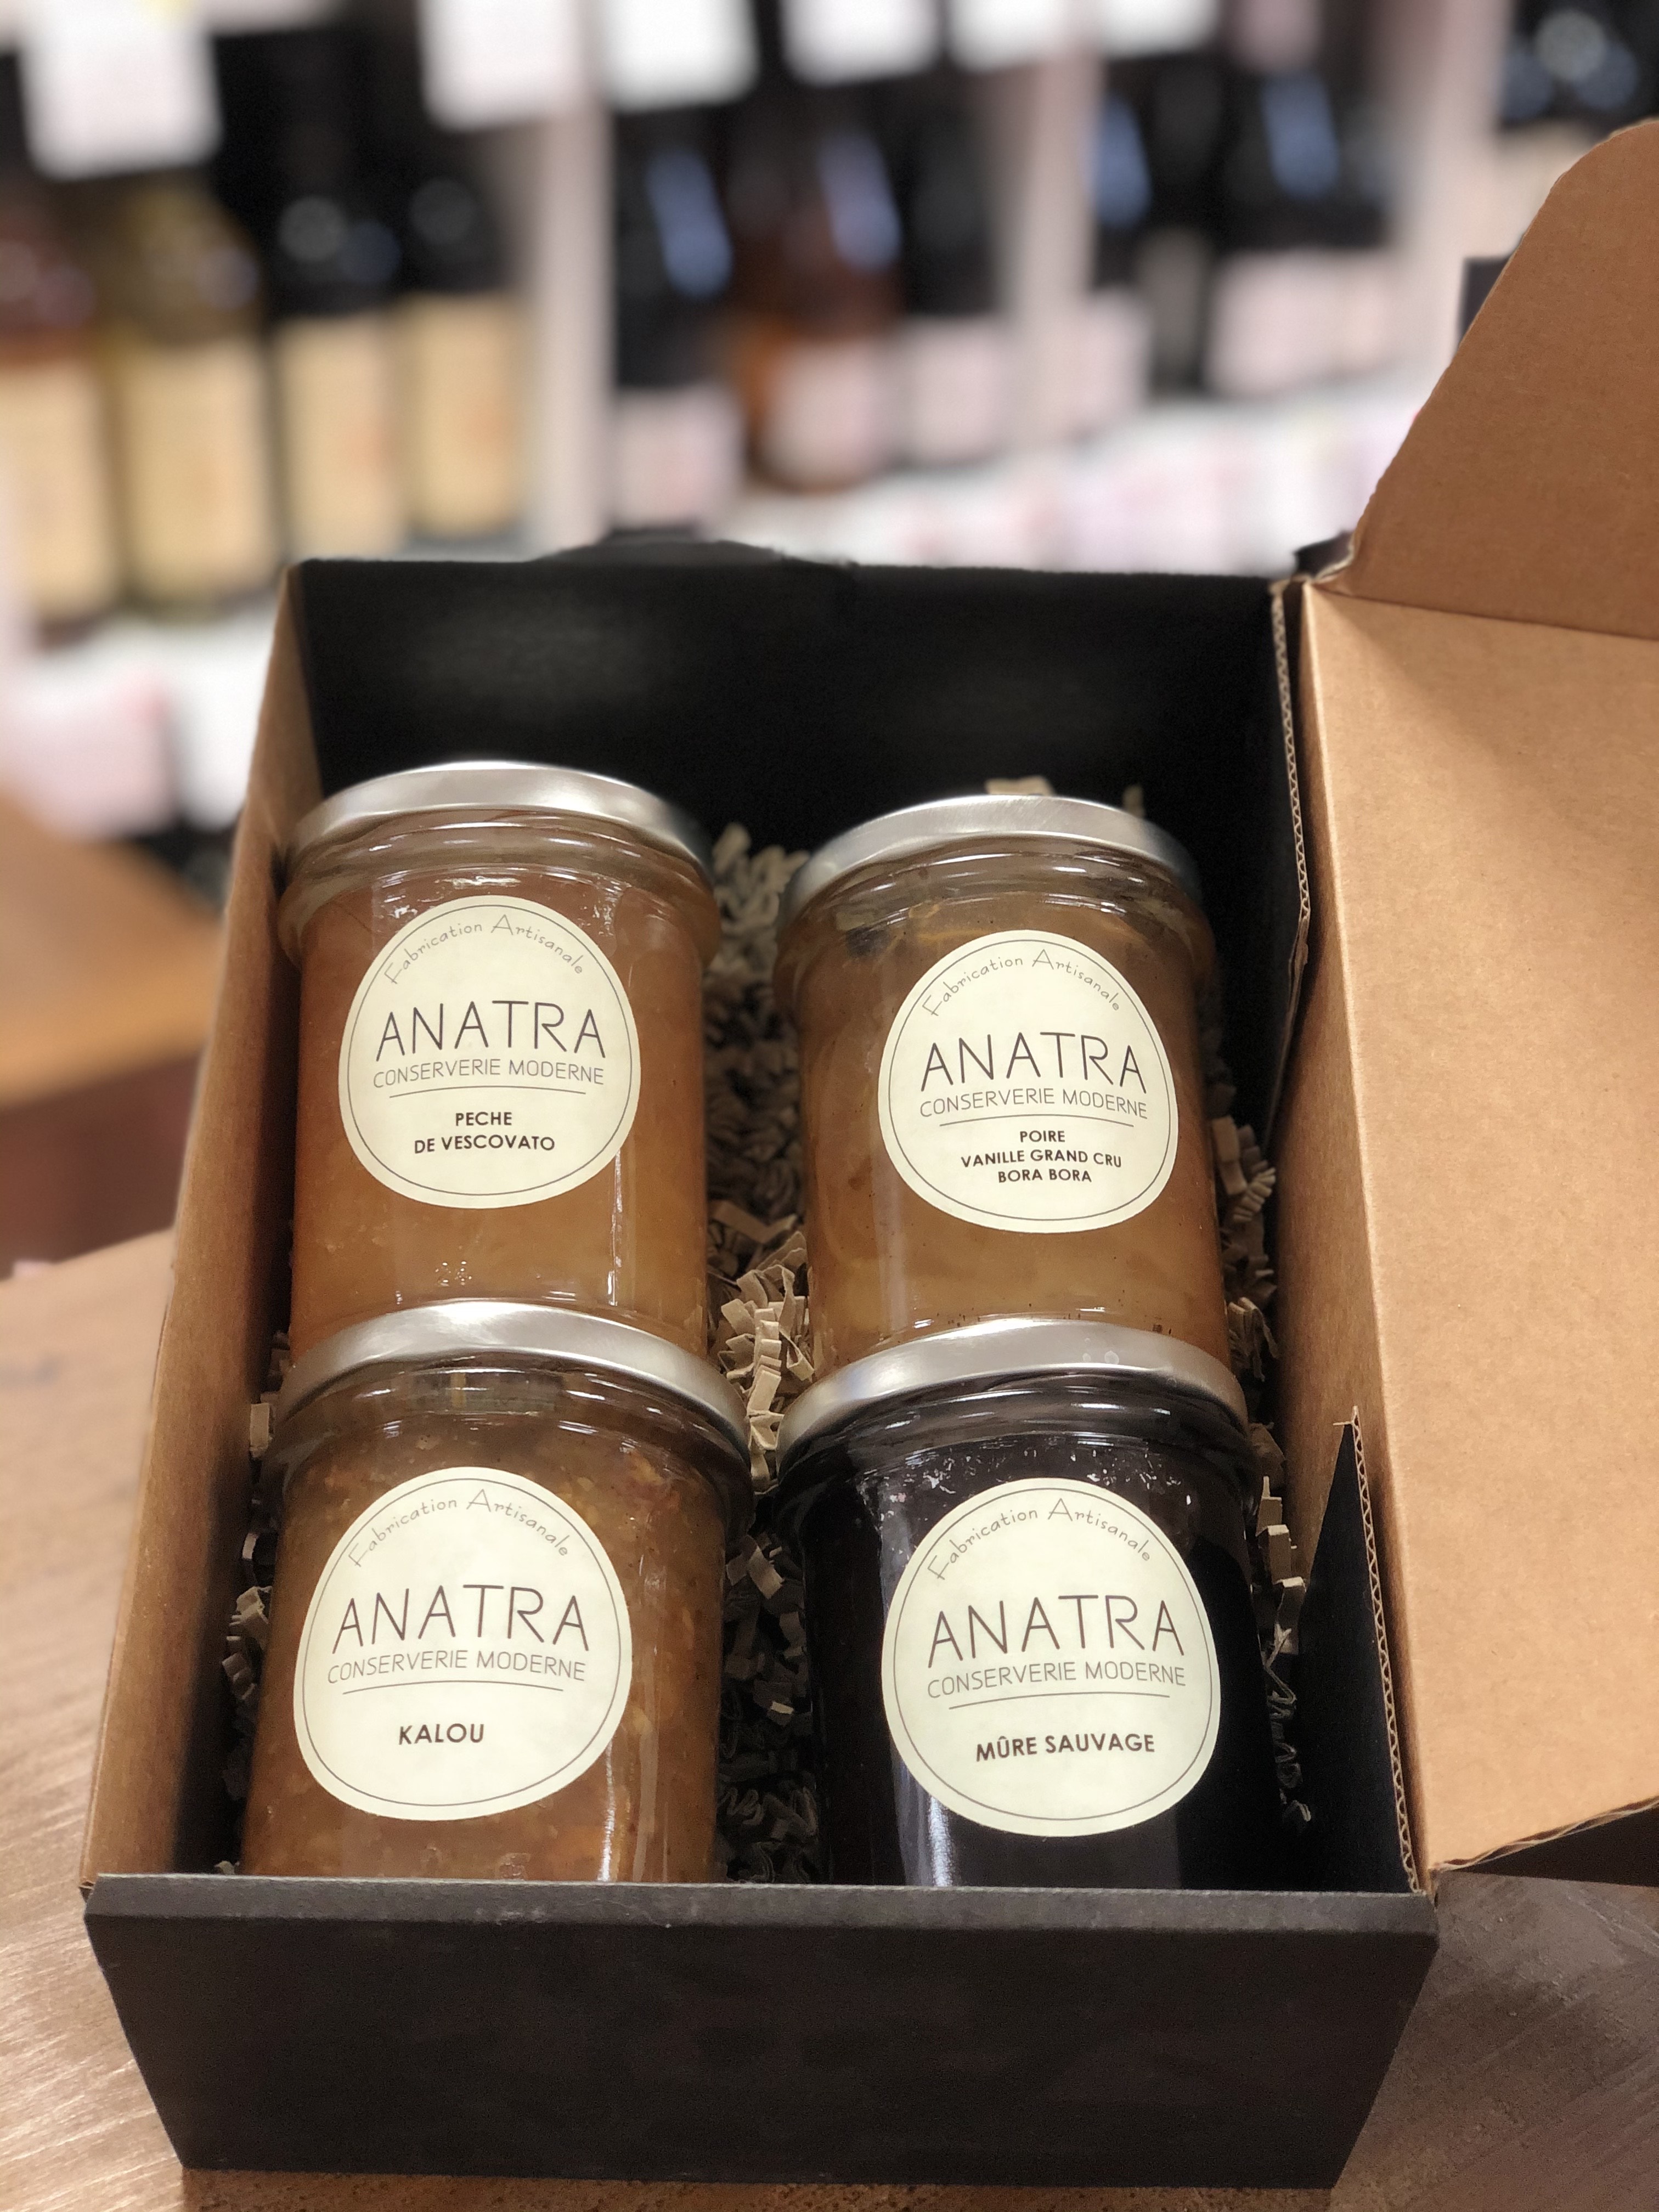 Fabrication Artisanale
ANATRA
CONSERVERIE MODERNE
PECHE
DE VESCOVATO
Fabrication Artisanale
ANATRA
CONSERVERIE MODERNE
POIRE
VANILLE GRAND CRU
BORA BORA
Fabrication Artisanale
ANATRA
CONSERVERIE MODERNE
KALOU
Fabrication Artisanale
ANATRA
CONSERVERIE MODERNE
MÛRE SAUVAGE